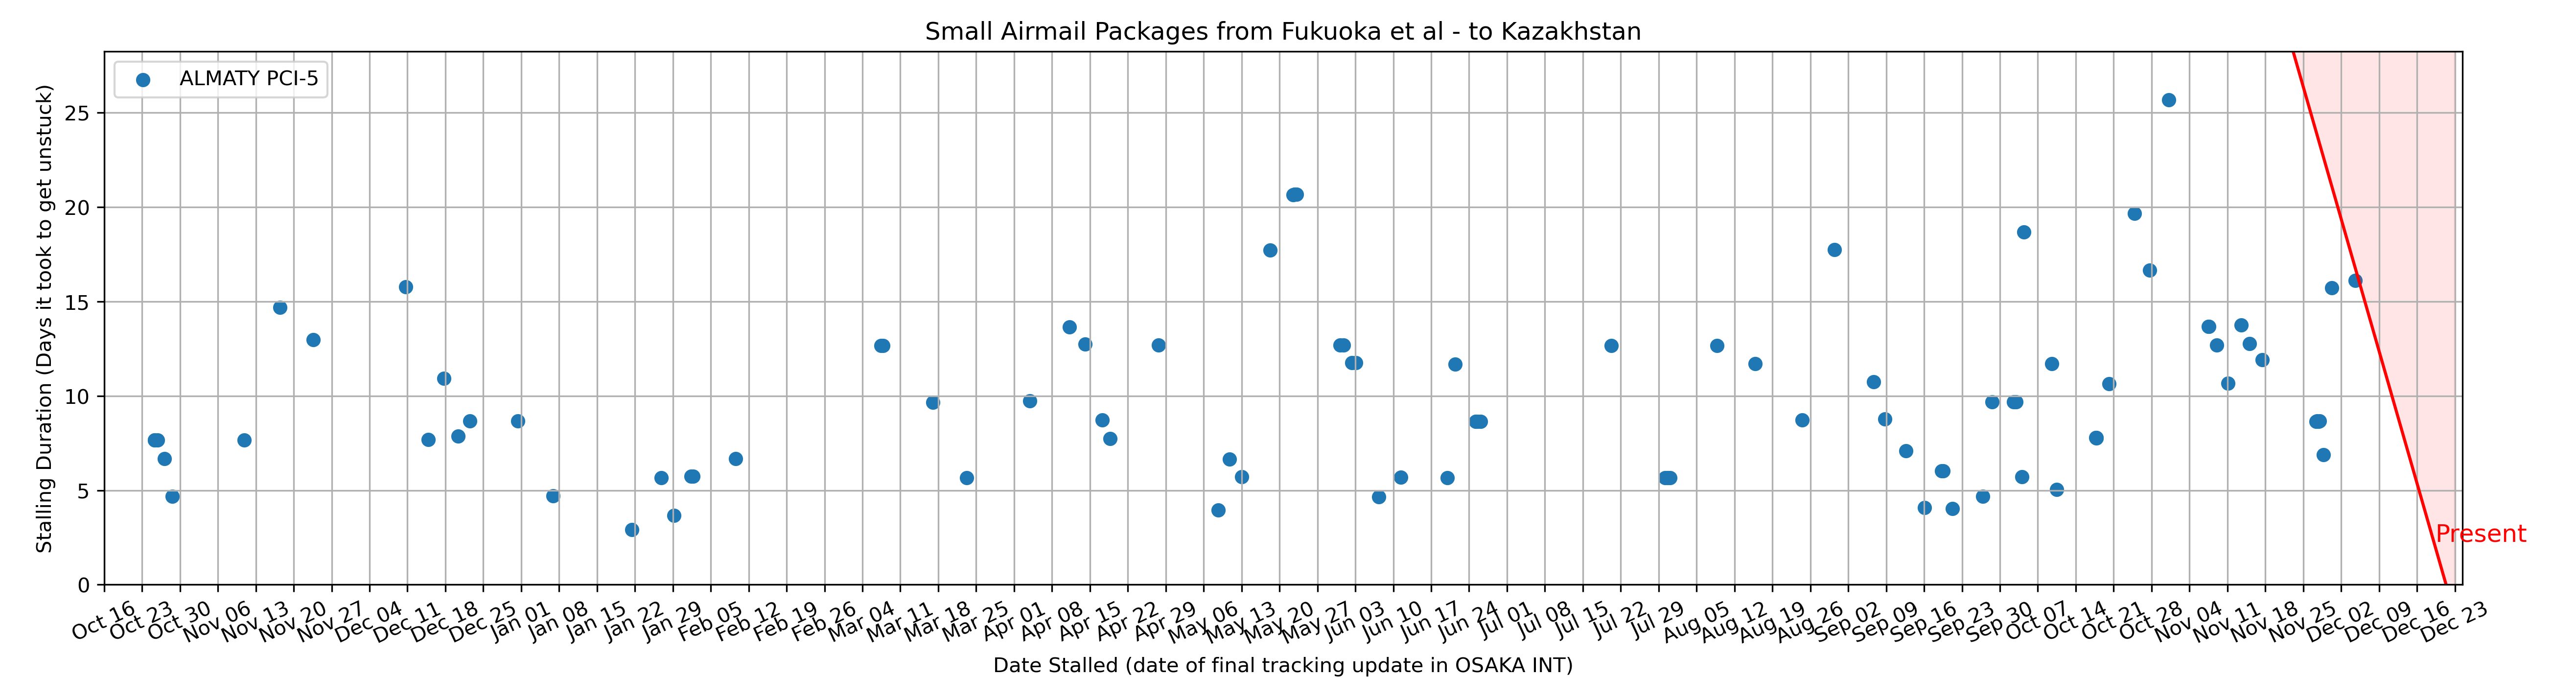 Small Airmail Packages from Fukuoka et al - to Kazakhstan
ALMATY PCI-5
Stalling Duration (Days it took to get unstuck)
25
20
15
10
5
0
Present
Oct 16
Oct 23
Oct 30
Nov 06
Nov 13
Nov 20
Nov 27
Dec 04
Dec 11
Dec 18
Dec 25
Jan 01
Jan 08
Jan 15
Jan 22
Jan 29
Feb 05
Feb 12
Feb 19
Feb 26
Mar 04
Mar 11
Mar 18
Mar 25
Apr 01
Apr 08
Apr 15
Apr 22
Apr 29
May 06
May 13
May 20
May 27
Jun 03
Jun 10
Jun 17
Jun 24
Jul 01
Jul 08
Jul 15
Jul 22
Jul 29
Aug 05
Aug 12
Aug 19
Aug 26
Sep 02
Sep 09
Sep 16
Sep 23
Sep 30
Oct 07
Oct 14
Oct 21
Oct 28
Nov 04
Nov 11
Nov 18
Nov 25
Dec 02
Dec 09
Dec 16
Dec 23
Date Stalled (date of final tracking update in OSAKA INT)